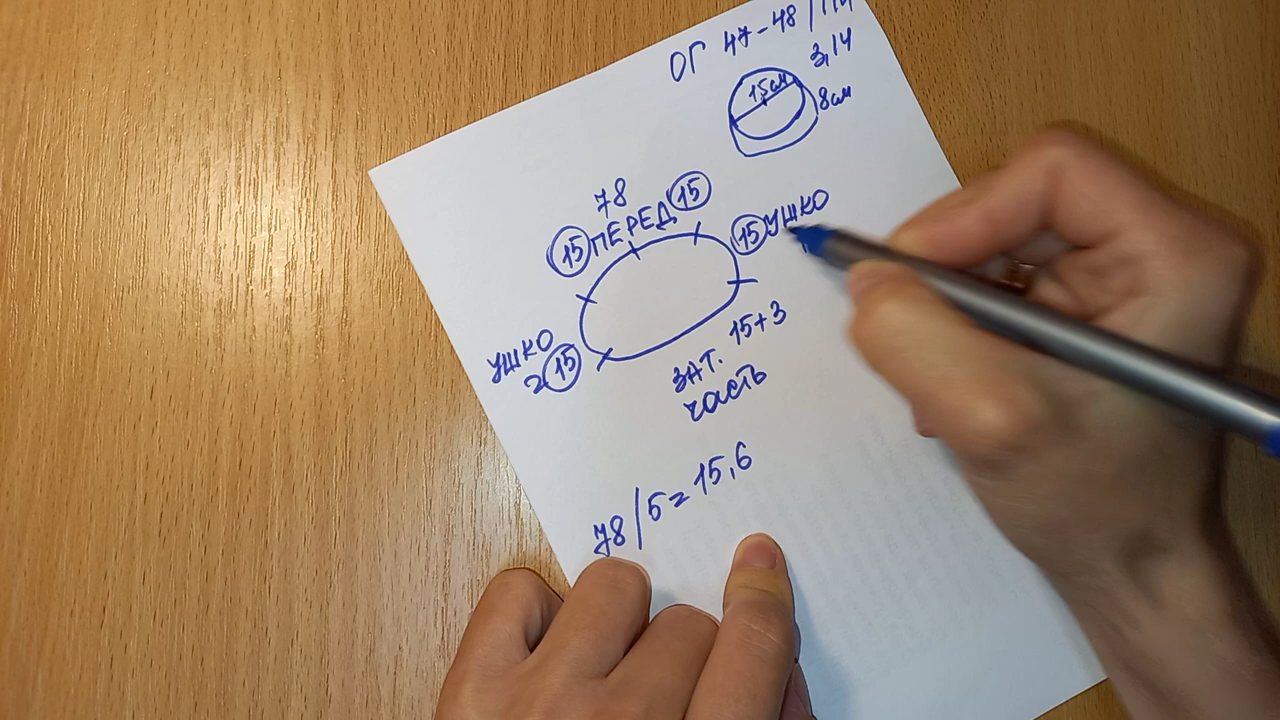 ОГ 47-48 /
3,14
15см
8см
78
15 ПЕРЕД 15
15 УШКО
УШКО
2 15
15+3
ЗАТ.
часть
78/5=15,6